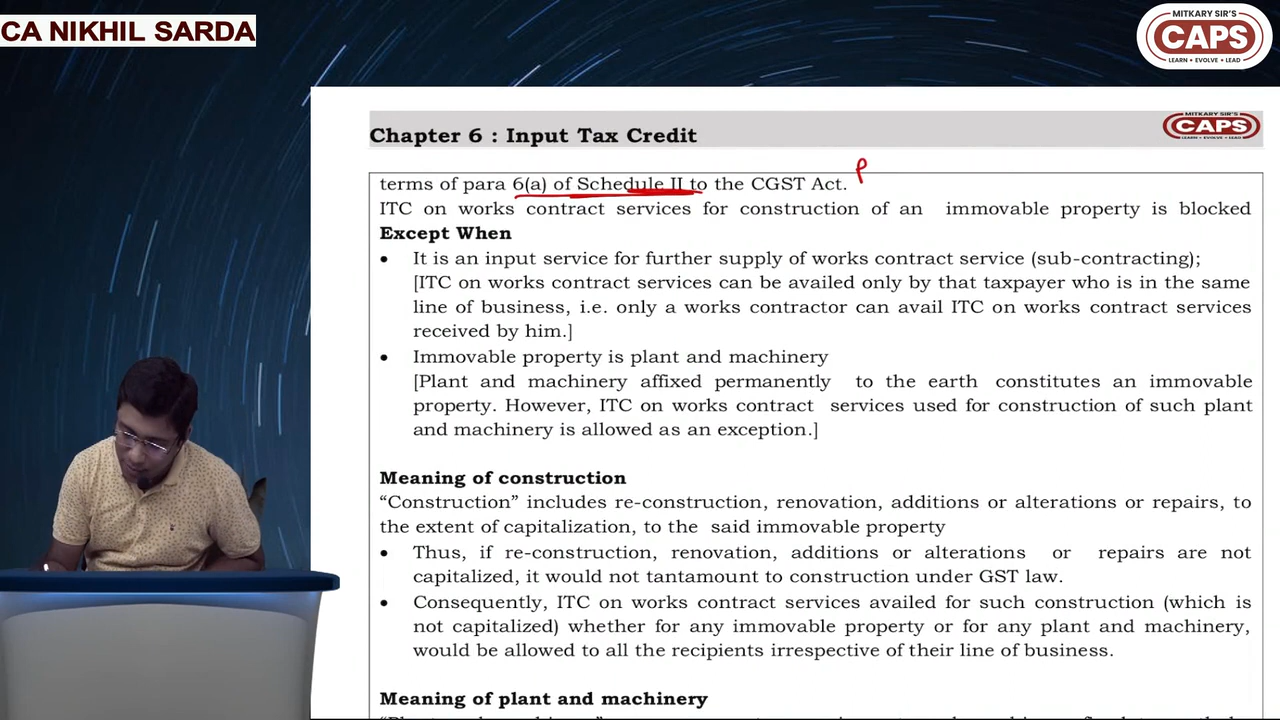 CA NIKHIL SARDA
MITKARY SIR'S
CAPS
LEARN • EVOLVE • LEAD
Chapter 6 : Input Tax Credit
MITKARY SIR'S
CAPS
LEARN • EVOLVE • LEAD
terms of para 6(a) of Schedule II to the CGST Act.
ITC on works contract services for construction of an immovable property is blocked
Except When
• It is an input service for further supply of works contract service (sub-contracting);
[ITC on works contract services can be availed only by that taxpayer who is in the same
line of business, i.e. only a works contractor can avail ITC on works contract services
received by him.]
• Immovable property is plant and machinery
[Plant and machinery affixed permanently to the earth constitutes an immovable
property. However, ITC on works contract services used for construction of such plant
and machinery is allowed as an exception.]
Meaning of construction
“Construction” includes re-construction, renovation, additions or alterations or repairs, to
the extent of capitalization, to the said immovable property
• Thus, if re-construction, renovation, additions or alterations or repairs are not
capitalized, it would not tantamount to construction under GST law.
• Consequently, ITC on works contract services availed for such construction (which is
not capitalized) whether for any immovable property or for any plant and machinery,
would be allowed to all the recipients irrespective of their line of business.
Meaning of plant and machinery